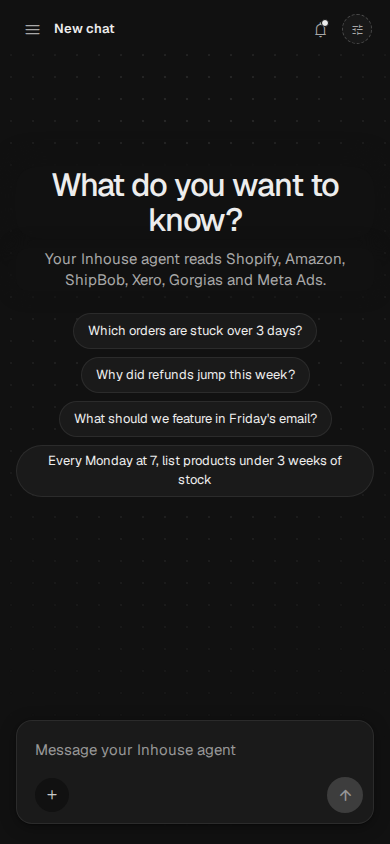 New chat
What do you want to
know?
Your Inhouse agent reads Shopify, Amazon,
ShipBob, Xero, Gorgias and Meta Ads.
Which orders are stuck over 3 days?
Why did refunds jump this week?
What should we feature in Friday's email?
Every Monday at 7, list products under 3 weeks of
stock
Message your Inhouse agent